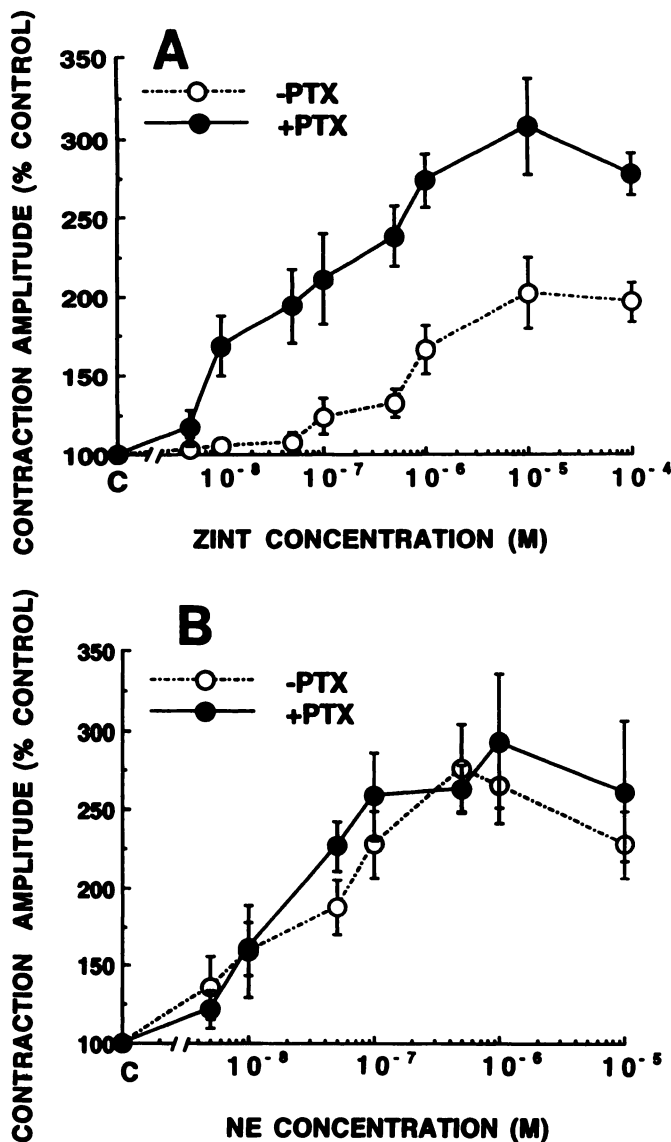 A
CONTRACTION AMPLITUDE (% CONTROL)
350
300
250
200
150
100
-PTX
+PTX
C
10⁻⁸
10⁻⁷
10⁻⁶
10⁻⁵
10⁻⁴
ZINT CONCENTRATION (M)
B
CONTRACTION AMPLITUDE (% CONTROL)
350
300
250
200
150
100
-PTX
+PTX
C
10⁻⁸
10⁻⁷
10⁻⁶
10⁻⁵
NE CONCENTRATION (M)